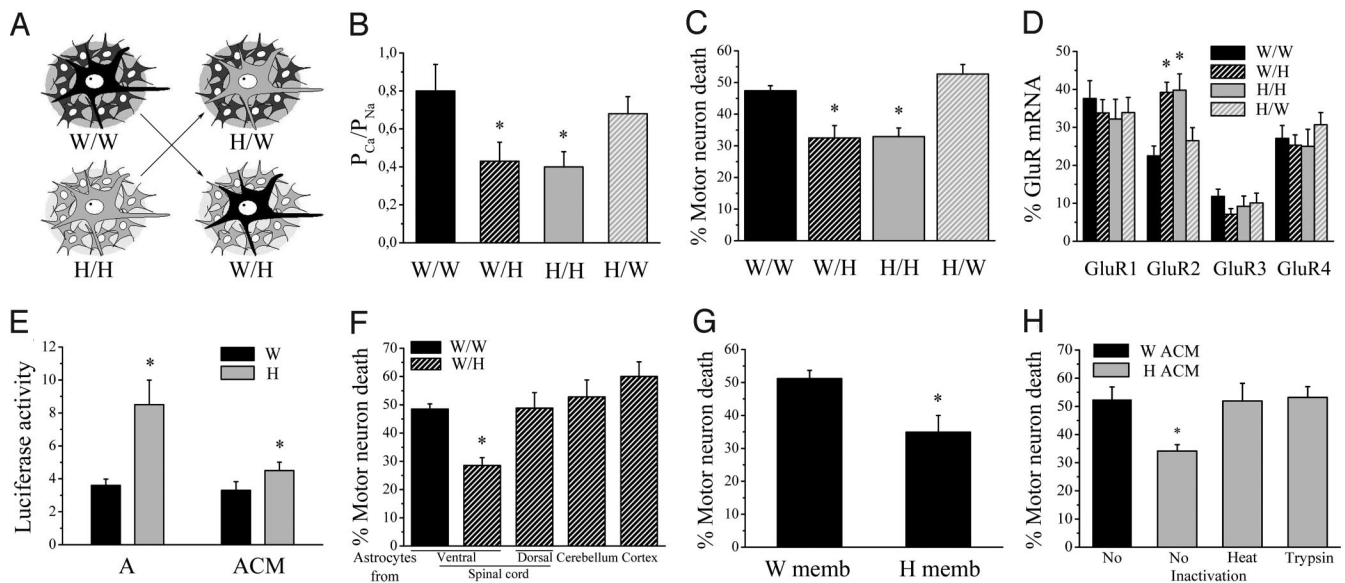 A
W/W
H/W
H/H
W/H
B
P_Ca/P_Na
1,0
0,8
0,6
0,4
0,2
0,0
W/W W/H H/H H/W
* *
C
% Motor neuron death
60
50
40
30
20
10
0
W/W W/H H/H H/W
* *
D
% GluR mRNA
50
40
30
20
10
0
W/W
W/H
H/H
H/W
* *
GluR1 GluR2 GluR3 GluR4
E
Luciferase activity
12
10
8
6
4
2
0
W
H
*
*
A ACM
F
% Motor neuron death
70
60
50
40
30
20
10
0
W/W
W/H
*
Astrocytes from
Ventral Dorsal Cerebellum Cortex
Spinal cord
G
% Motor neuron death
60
50
40
30
20
10
0
*
W memb H memb
H
% Motor neuron death
70
60
50
40
30
20
10
0
W ACM
H ACM
*
No No Heat Trypsin
Inactivation